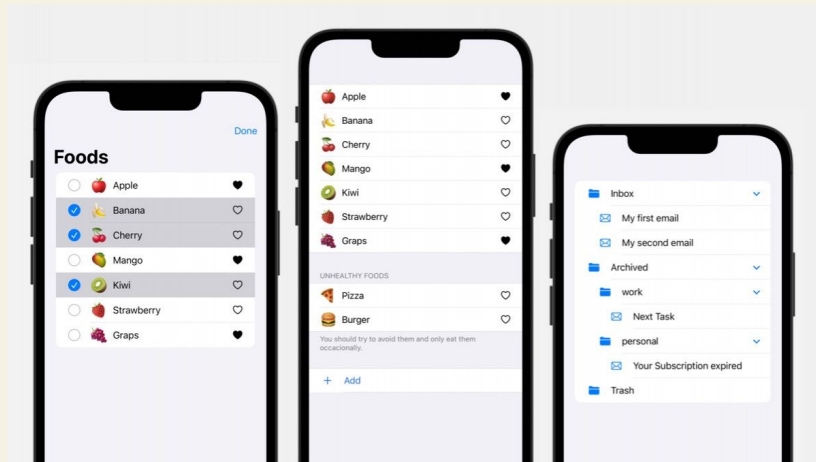 Done
Foods
Apple
Banana
Cherry
Mango
Kiwi
Strawberry
Graps
Apple
Banana
Cherry
Mango
Kiwi
Strawberry
Graps
UNHEALTHY FOODS
Pizza
Burger
You should try to avoid them and only eat them
occacionally.
+ Add
Inbox
My first email
My second email
Archived
work
Next Task
personal
Your Subscription expired
Trash